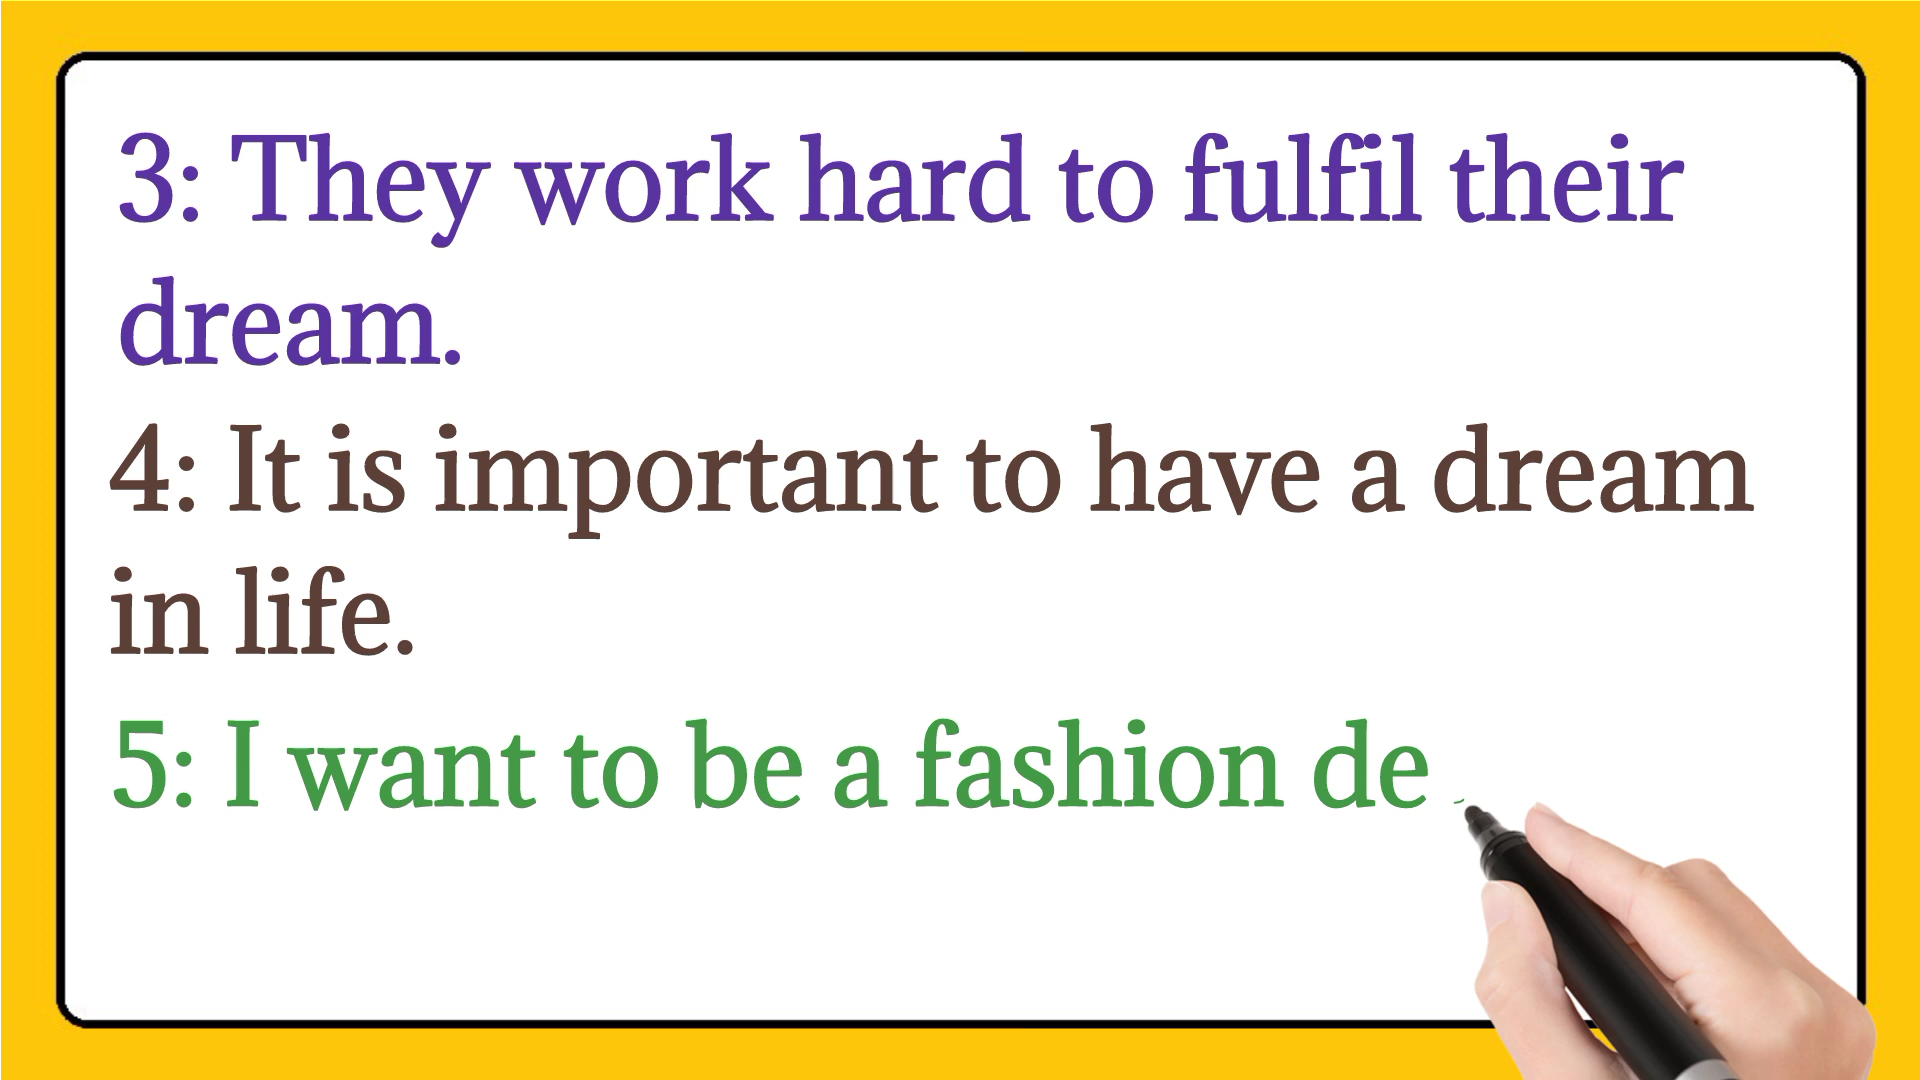 3: They work hard to fulfil their
dream.
4: It is important to have a dream
in life.
5: I want to be a fashion de